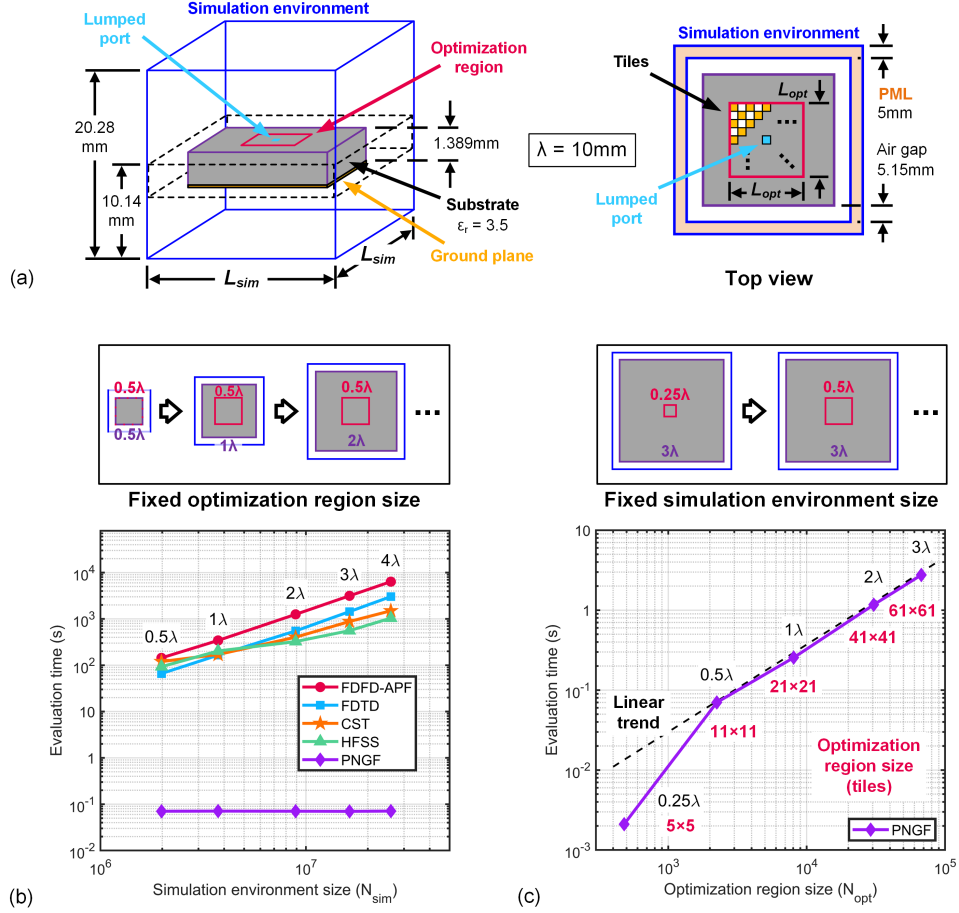 Simulation environment
Lumped
port
Optimization
region
20.28
mm
10.14
mm
1.389mm
Substrate
εr = 3.5
Ground plane
Lsim
Lsim
(a)
λ = 10mm
Simulation environment
Tiles
Lopt
PML
5mm
Air gap
5.15mm
Lopt
Lumped
port
Top view
0.5λ
0.5λ
0.5λ
1λ
0.5λ
2λ
...
Fixed optimization region size
0.25λ
3λ
0.5λ
3λ
...
Fixed simulation environment size
Evaluation time (s)
10^4
10^3
10^2
10^1
1
10^-1
10^-2
0.5λ
1λ
2λ
3λ
4λ
FDFD-APF
FDTD
CST
HFSS
PNGF
10^6
10^7
Simulation environment size (Nsim)
(b)
Evaluation time (s)
10^1
1
10^-1
10^-2
10^-3
3λ
2λ
61×61
1λ
41×41
0.5λ
21×21
Linear
trend
11×11
Optimization
region size
(tiles)
0.25λ
5×5
PNGF
10^3
10^4
10^5
Optimization region size (Nopt)
(c)